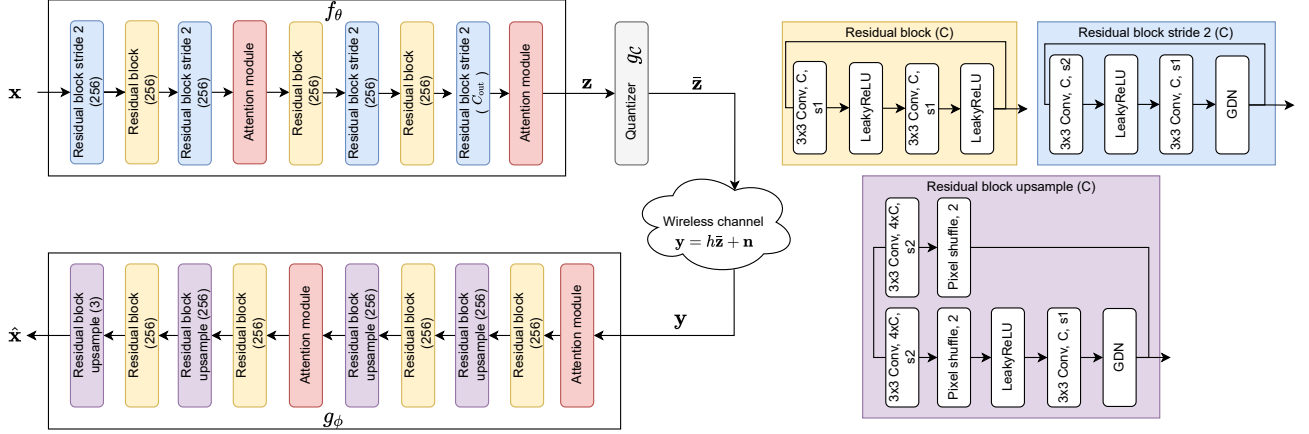 f_θ
x
Residual block stride 2
(256)
Residual block
(256)
Residual block stride 2
(256)
Attention module
Residual block
(256)
Residual block stride 2
(256)
Residual block
(256)
Residual block stride 2
( C_out )
Attention module
z
Quantizer g_𝒞
z̄
Wireless channel
y = hz̄ + n
y
x̂
Residual block
upsample (3)
Residual block
(256)
Residual block
upsample (256)
Residual block
(256)
Attention module
Residual block
upsample (256)
Residual block
(256)
Residual block
upsample (256)
Residual block
(256)
Attention module
g_ϕ
Residual block (C)
3x3 Conv, C,
s1
LeakyReLU
3x3 Conv, C,
s1
LeakyReLU
Residual block stride 2 (C)
3x3 Conv, C, s2
LeakyReLU
3x3 Conv, C, s1
GDN
Residual block upsample (C)
3x3 Conv, 4xC,
s2
Pixel shuffle, 2
3x3 Conv, 4xC,
s2
Pixel shuffle, 2
LeakyReLU
3x3 Conv, C, s1
GDN